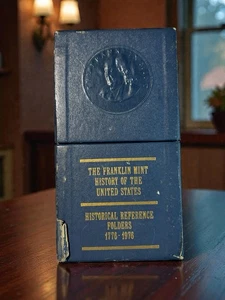 THE FRANKLIN MINT
HISTORY OF THE
UNITED STATES
HISTORICAL REFERENCE
FOLDERS
1776-1976